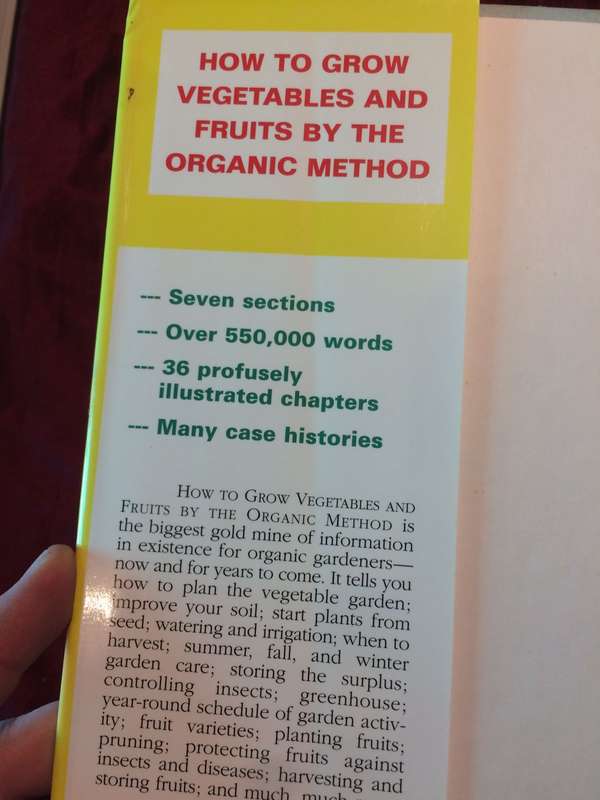 HOW TO GROW
VEGETABLES AND
FRUITS BY THE
ORGANIC METHOD
--- Seven sections
--- Over 550,000 words
--- 36 profusely
illustrated chapters
--- Many case histories
HOW TO GROW VEGETABLES AND
FRUITS BY THE ORGANIC METHOD is
the biggest gold mine of information
in existence for organic gardeners—
now and for years to come. It tells you
how to plan the vegetable garden;
improve your soil; start plants from
seed; watering and irrigation; when to
harvest; summer, fall, and winter
garden care; storing the surplus;
controlling insects; greenhouse;
year-round schedule of garden activ-
ity; fruit varieties; planting fruits;
pruning; protecting fruits against
insects and diseases; harvesting and
storing fruits; and much, much